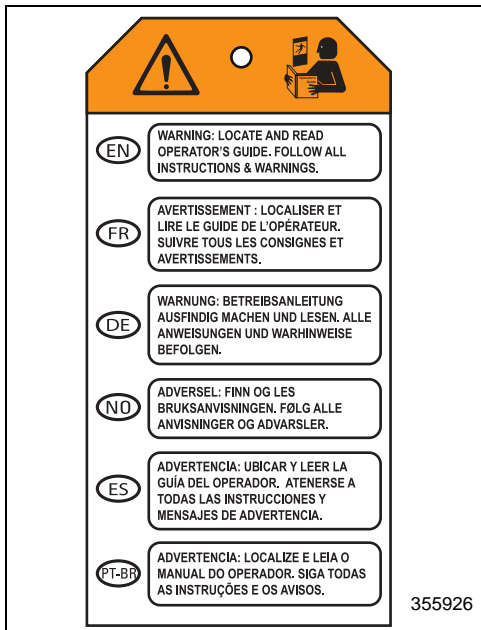 EN
WARNING: LOCATE AND READ
OPERATOR'S GUIDE. FOLLOW ALL
INSTRUCTIONS & WARNINGS.
FR
AVERTISSEMENT : LOCALISER ET
LIRE LE GUIDE DE L'OPÉRATEUR.
SUIVRE TOUS LES CONSIGNES ET
AVERTISSEMENTS.
DE
WARNUNG: BETREIBSANLEITUNG
AUSFINDIG MACHEN UND LESEN. ALLE
ANWEISUNGEN UND WARHINWEISE
BEFOLGEN.
NO
ADVERSEL: FINN OG LES
BRUKSANVISNINGEN. FØLG ALLE
ANVISNINGER OG ADVARSLER.
ES
ADVERTENCIA: UBICAR Y LEER LA
GUÍA DEL OPERADOR. ATENERSE A
TODAS LAS INSTRUCCIONES Y
MENSAJES DE ADVERTENCIA.
PT-BR
ADVERTENCIA: LOCALIZE E LEIA O
MANUAL DO OPERADOR. SIGA TODAS
AS INSTRUÇÕES E OS AVISOS.
355926